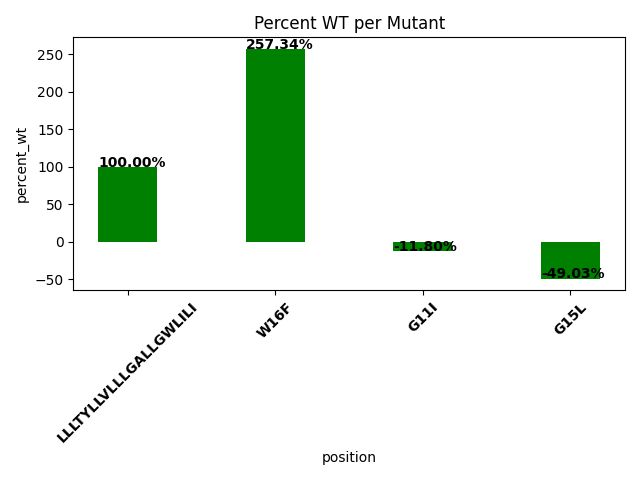 Percent WT per Mutant
percent_wt
250
200
150
100
50
0
−50
100.00%
257.34%
-11.80%
-49.03%
LLLTYLLVLLLGALLGWLILI
W16F
G11I
G15L
position